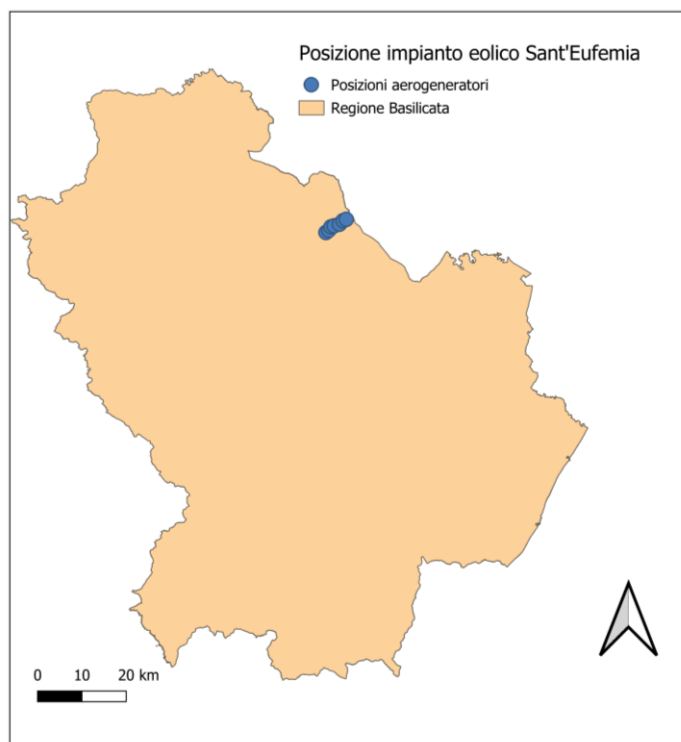 Posizione impianto eolico Sant'Eufemia
Posizioni aerogeneratori
Regione Basilicata
0 10 20 km